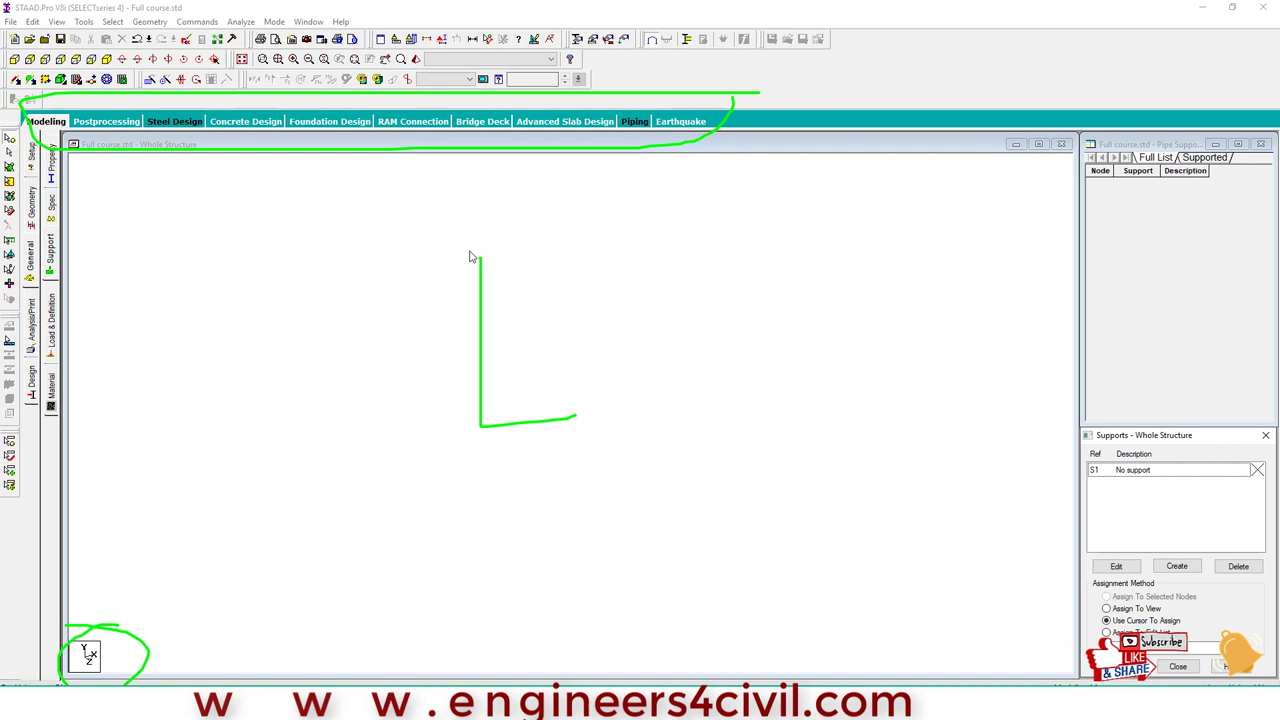 STAAD.Pro V8i (SELECTseries 4) - Full course.std
File Edit View Tools Select Geometry Commands Analyze Mode Window Help
Modeling Postprocessing Steel Design Concrete Design Foundation Design RAM Connection Bridge Deck Advanced Slab Design Piping Earthquake
Full course.std - Whole Structure
Setup
Geometry
General
Analysis/Print
Design
Property
Spec
Support
Load & Definition
Material
Y
X
Z
Full course.std - Pipe Suppo...
Full List Supported
Node Support Description
Supports - Whole Structure
Ref Description
S1 No support
Edit Create Delete
Assignment Method
Assign To Selected Nodes
Assign To View
Use Cursor To Assign
Subscribe
LIKE
& SHARE
Close
w w w . engineers4civil.com